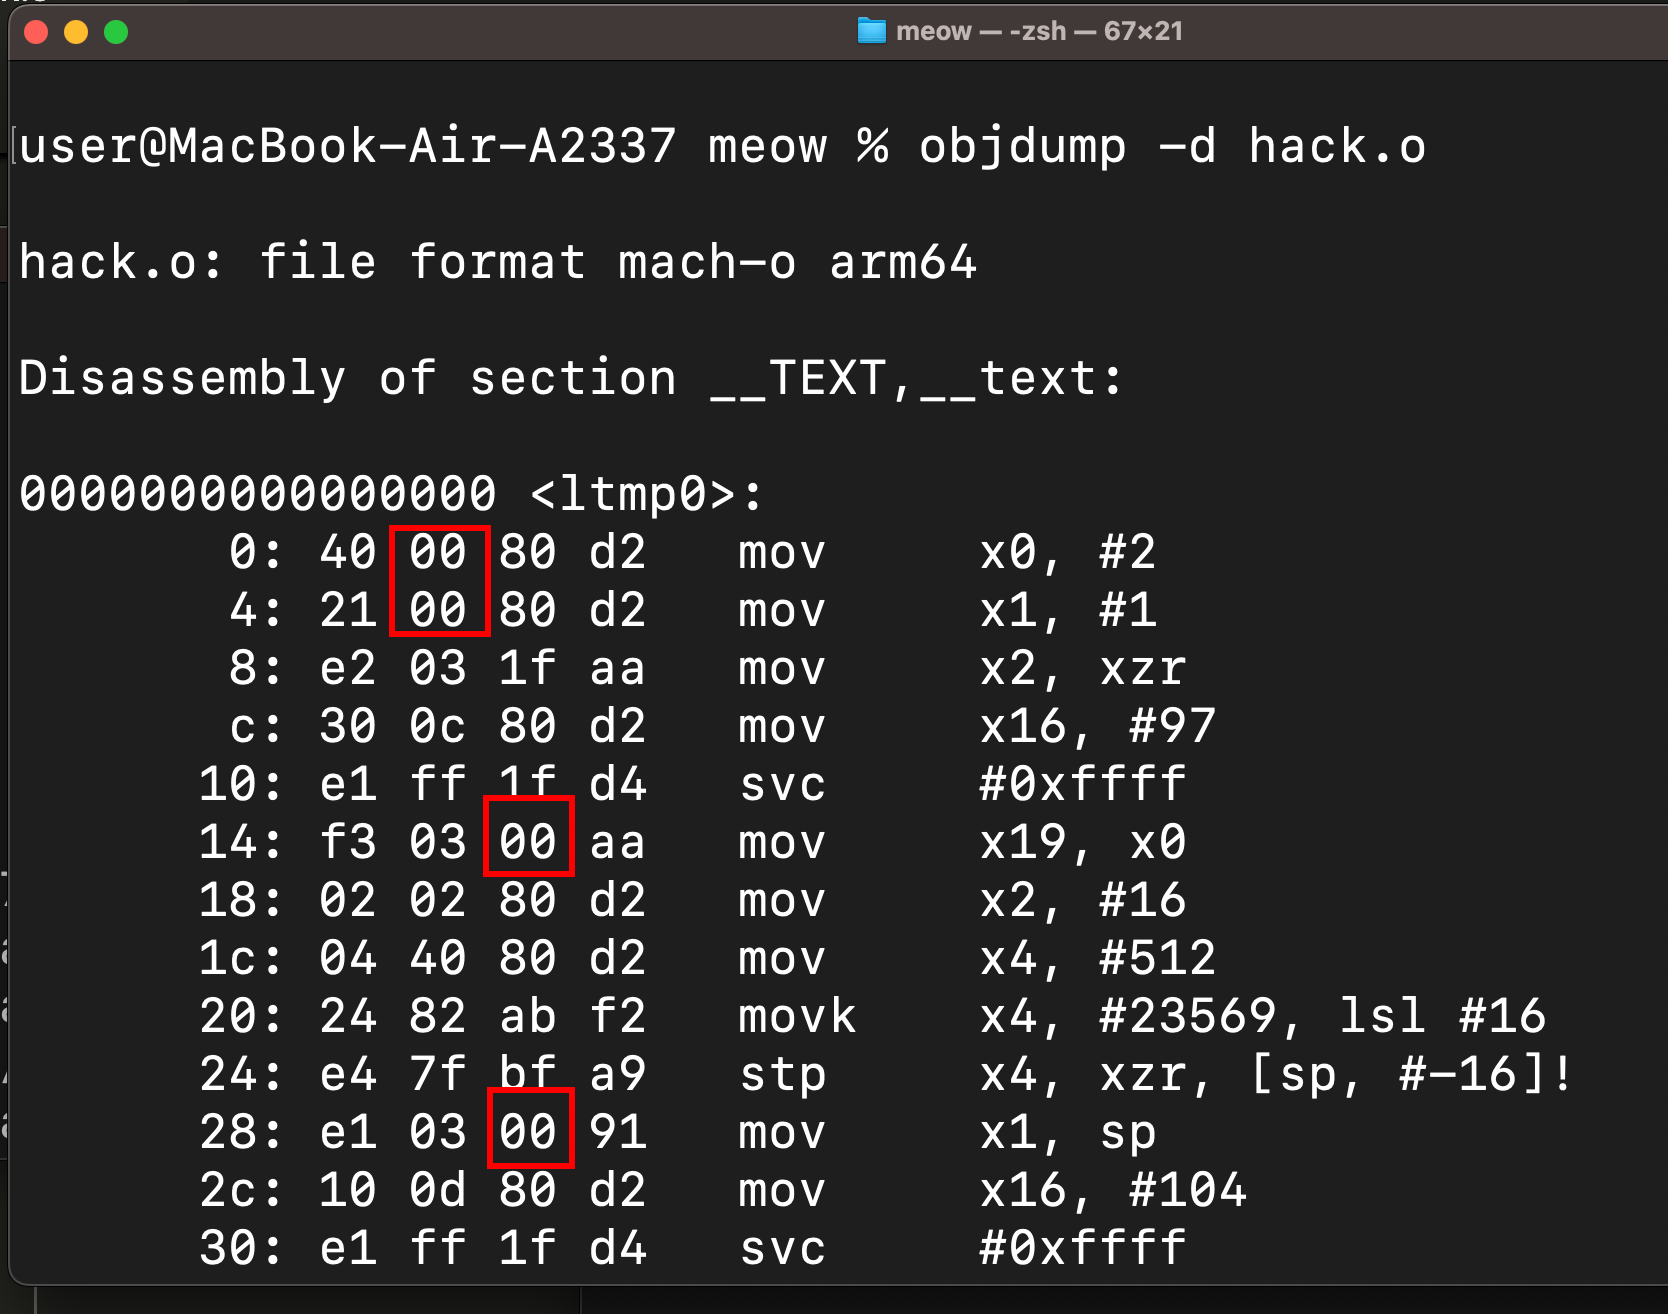 meow — -zsh — 67×21
user@MacBook-Air-A2337 meow % objdump -d hack.o
hack.o: file format mach-o arm64
Disassembly of section __TEXT,__text:
0000000000000000 <ltmp0>:
0: 40 00 80 d2 mov x0, #2
4: 21 00 80 d2 mov x1, #1
8: e2 03 1f aa mov x2, xzr
c: 30 0c 80 d2 mov x16, #97
10: e1 ff 1f d4 svc #0xffff
14: f3 03 00 aa mov x19, x0
18: 02 02 80 d2 mov x2, #16
1c: 04 40 80 d2 mov x4, #512
20: 24 82 ab f2 movk x4, #23569, lsl #16
24: e4 7f bf a9 stp x4, xzr, [sp, #-16]!
28: e1 03 00 91 mov x1, sp
2c: 10 0d 80 d2 mov x16, #104
30: e1 ff 1f d4 svc #0xffff